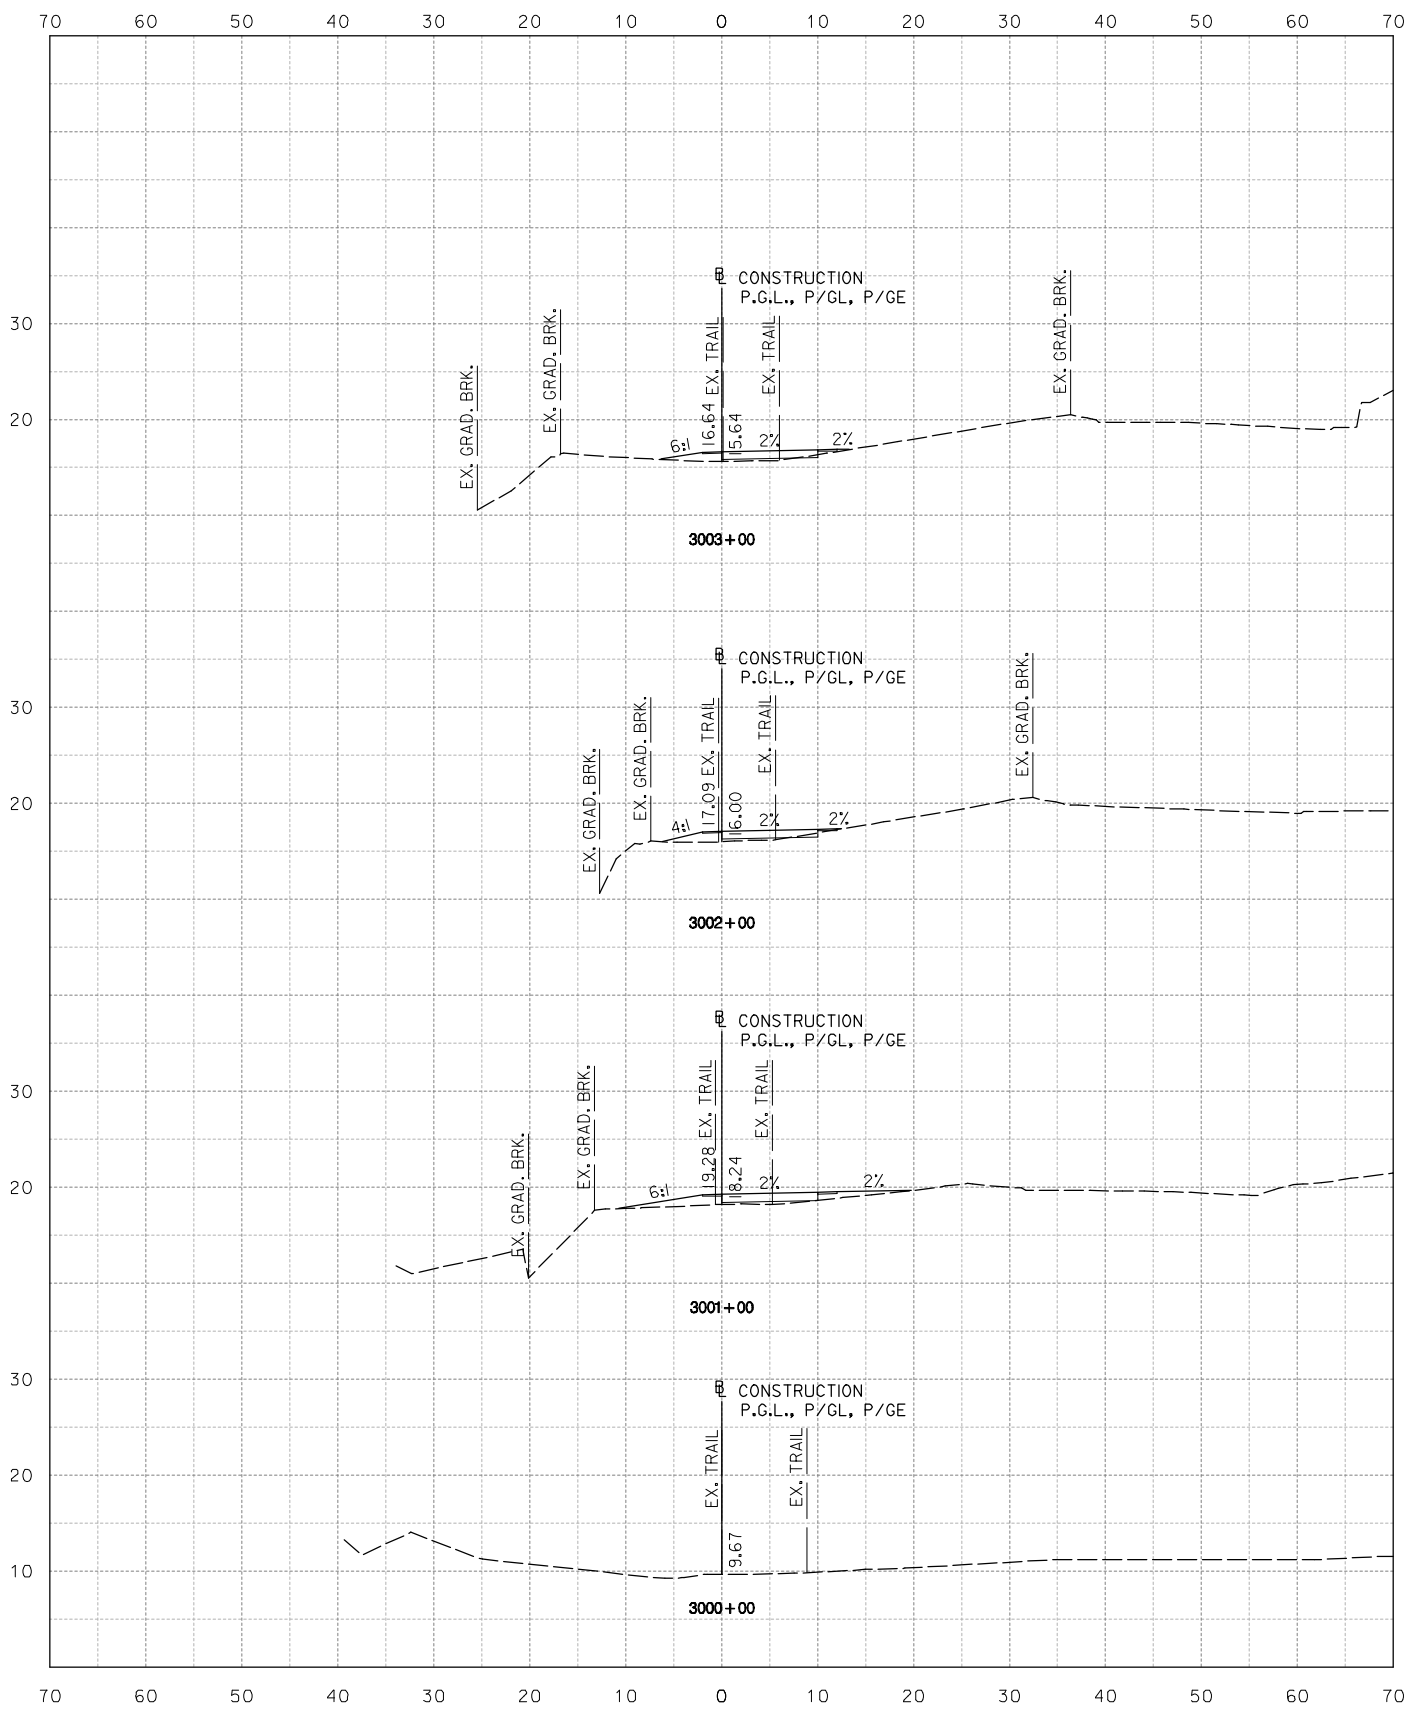 70 60 50 40 30 20 10 0 10 20 30 40 50 60 70
BL CONSTRUCTION
P.G.L., P/GL, P/GE
EX. GRAD. BRK.
EX. GRAD. BRK.
16.64 EX. TRAIL
15.64
EX. TRAIL
EX. GRAD. BRK.
30
20
6:1
2%
2%
3003+00
BL CONSTRUCTION
P.G.L., P/GL, P/GE
EX. GRAD. BRK.
EX. GRAD. BRK.
17.09 EX. TRAIL
16.00
EX. TRAIL
EX. GRAD. BRK.
30
20
4:1
2%
2%
3002+00
BL CONSTRUCTION
P.G.L., P/GL, P/GE
EX. GRAD. BRK.
EX. GRAD. BRK.
19.28 EX. TRAIL
18.24
EX. TRAIL
30
20
6:1
2%
2%
3001+00
30
BL CONSTRUCTION
P.G.L., P/GL, P/GE
EX. TRAIL
9.67
EX. TRAIL
20
10
3000+00
70 60 50 40 30 20 10 0 10 20 30 40 50 60 70